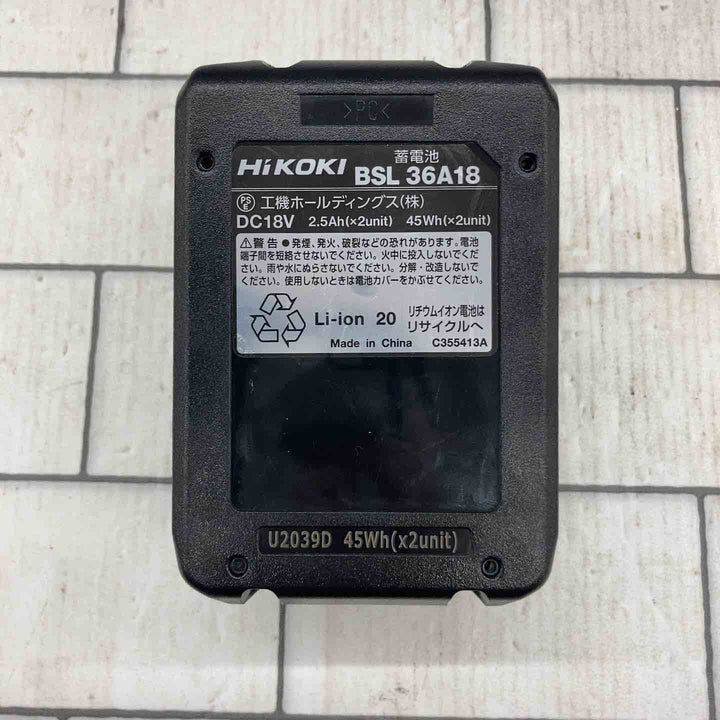 >PC<
HiKOKI
蓄電池
BSL 36A18
PS E 工機ホールディングス(株)
DC18V 2.5Ah(×2unit) 45Wh(×2unit)
⚠警告 ●発煙、発火、破裂などの恐れがあります。電池
端子間を短絡させないでください。火中に投入しないでくだ
さい。雨や水にぬらさないでください。分解・改造しないで
ください。使用しないときは電池カバーをかぶせてください。
Li-ion 20
リチウムイオン電池は
リサイクルへ
Made in China C355413A
U2039D 45Wh(x2unit)